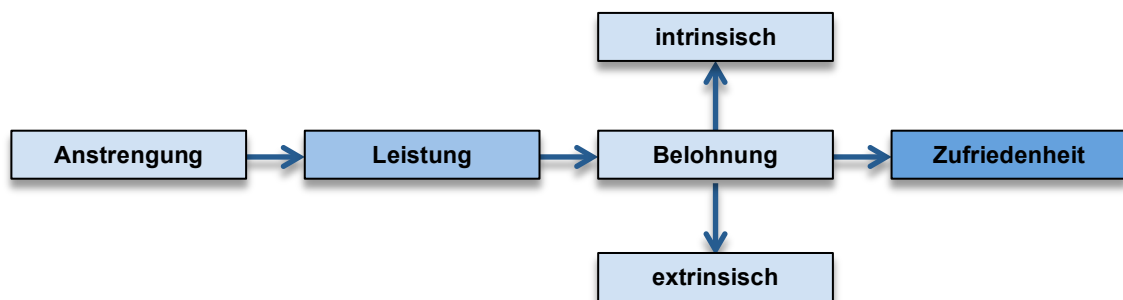 intrinsisch
Anstrengung
Leistung
Belohnung
Zufriedenheit
extrinsisch